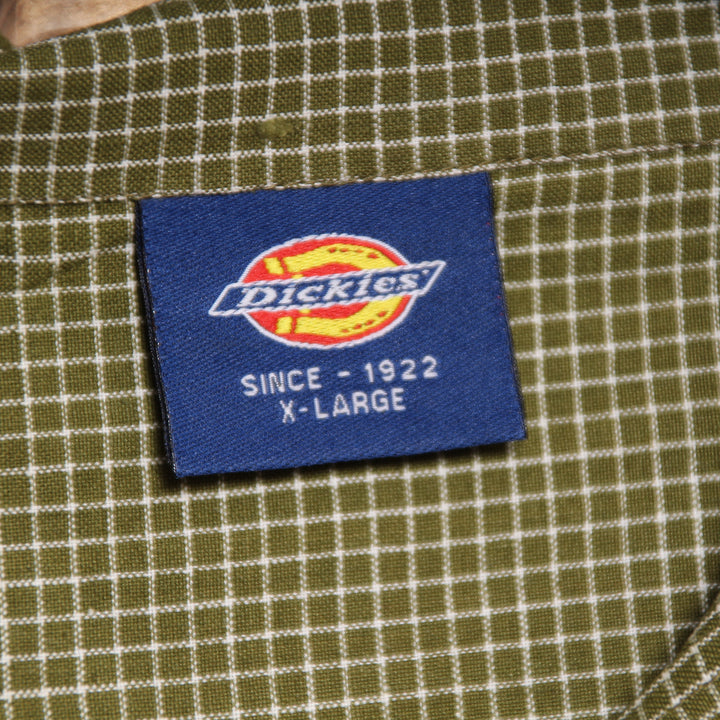 Dickies
SINCE - 1922
X-LARGE